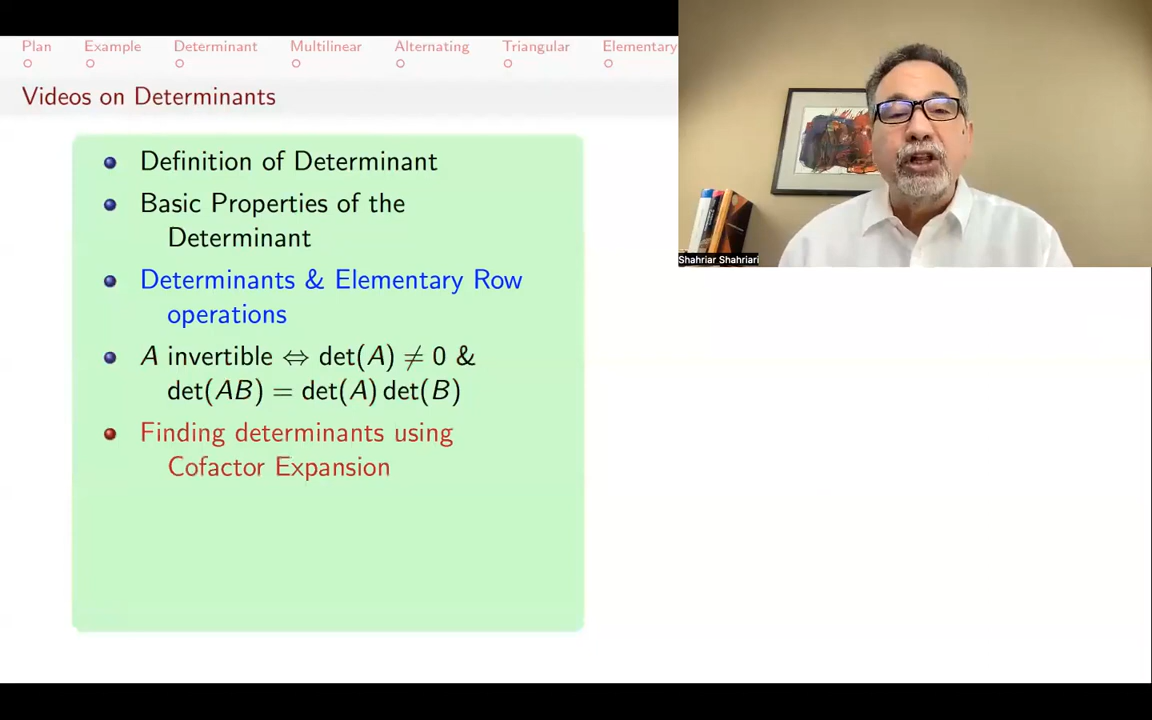 Plan Example Determinant Multilinear Alternating Triangular Elementary
Videos on Determinants
Definition of Determinant
Basic Properties of the
Determinant
Determinants & Elementary Row
operations
A invertible ⇔ det(A) ≠ 0 &
det(AB) = det(A) det(B)
Finding determinants using
Cofactor Expansion
Shahriar Shahriari